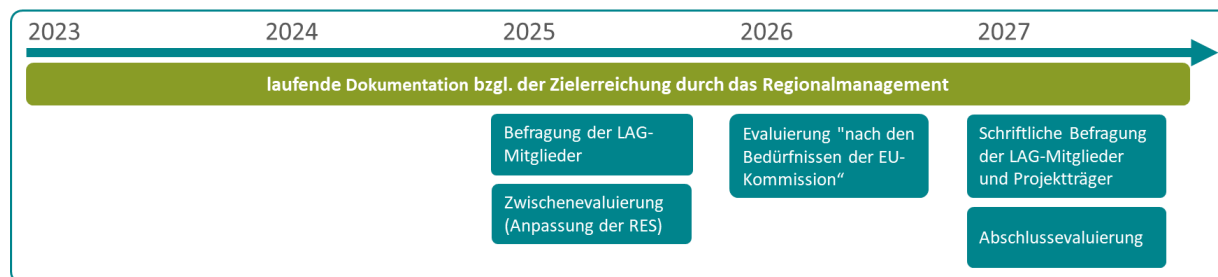 2023 2024 2025 2026 2027
laufende Dokumentation bzgl. der Zielerreichung durch das Regionalmanagement
Befragung der LAG-
Mitglieder
Zwischenevaluierung
(Anpassung der RES)
Evaluierung "nach den
Bedürfnissen der EU-
Kommission“
Schriftliche Befragung
der LAG-Mitglieder
und Projektträger
Abschlussevaluierung